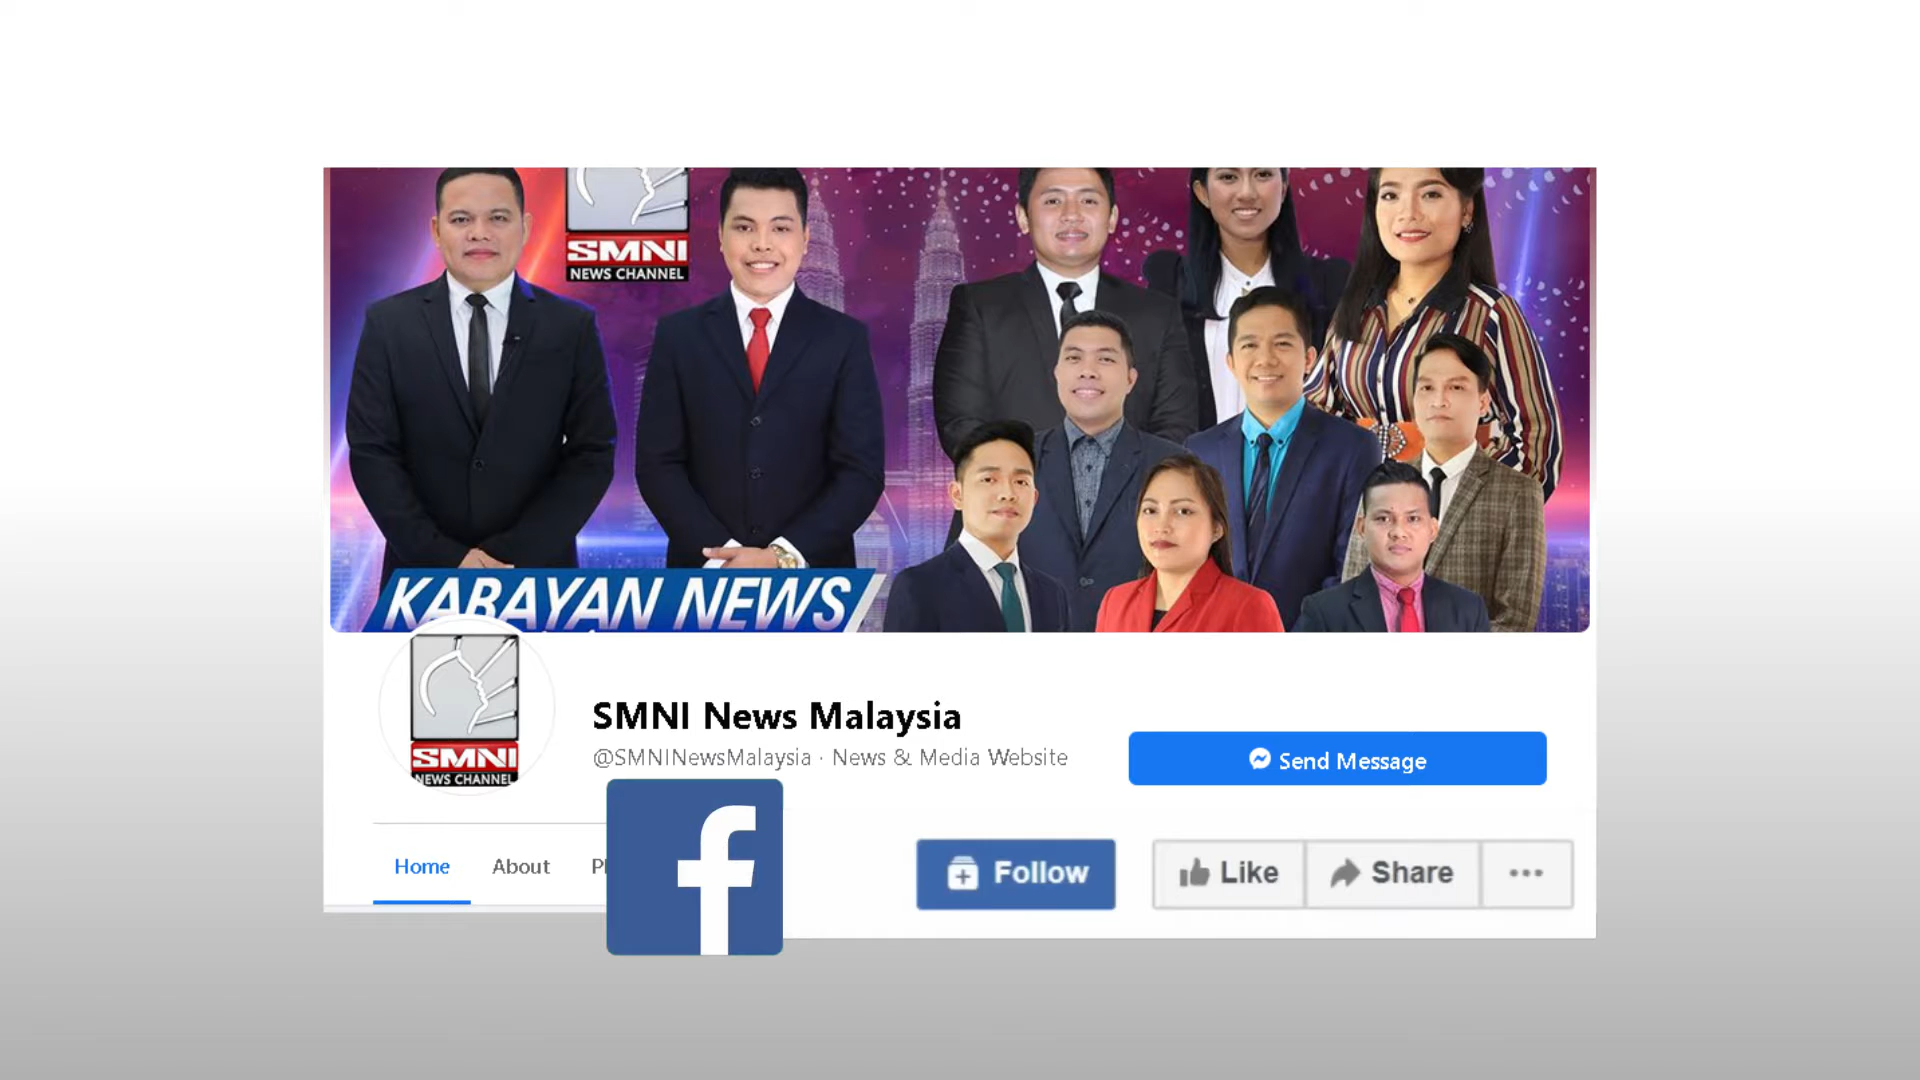 SMNI
NEWS CHANNEL
KABAYAN NEWS
SMNI
NEWS CHANNEL
SMNI News Malaysia
@SMNINewsMalaysia · News & Media Website
Send Message
Home
About
f
Follow
Like
Share